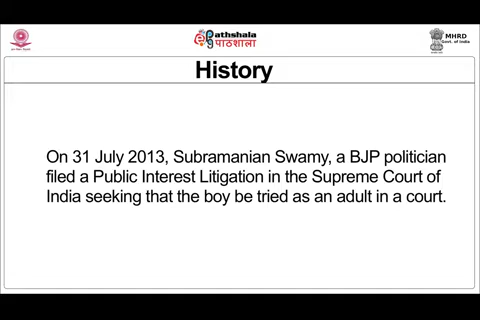 Pathshala
पाठशाला
MHRD
Govt. of India
History
On 31 July 2013, Subramanian Swamy, a BJP politician
filed a Public Interest Litigation in the Supreme Court of
India seeking that the boy be tried as an adult in a court.